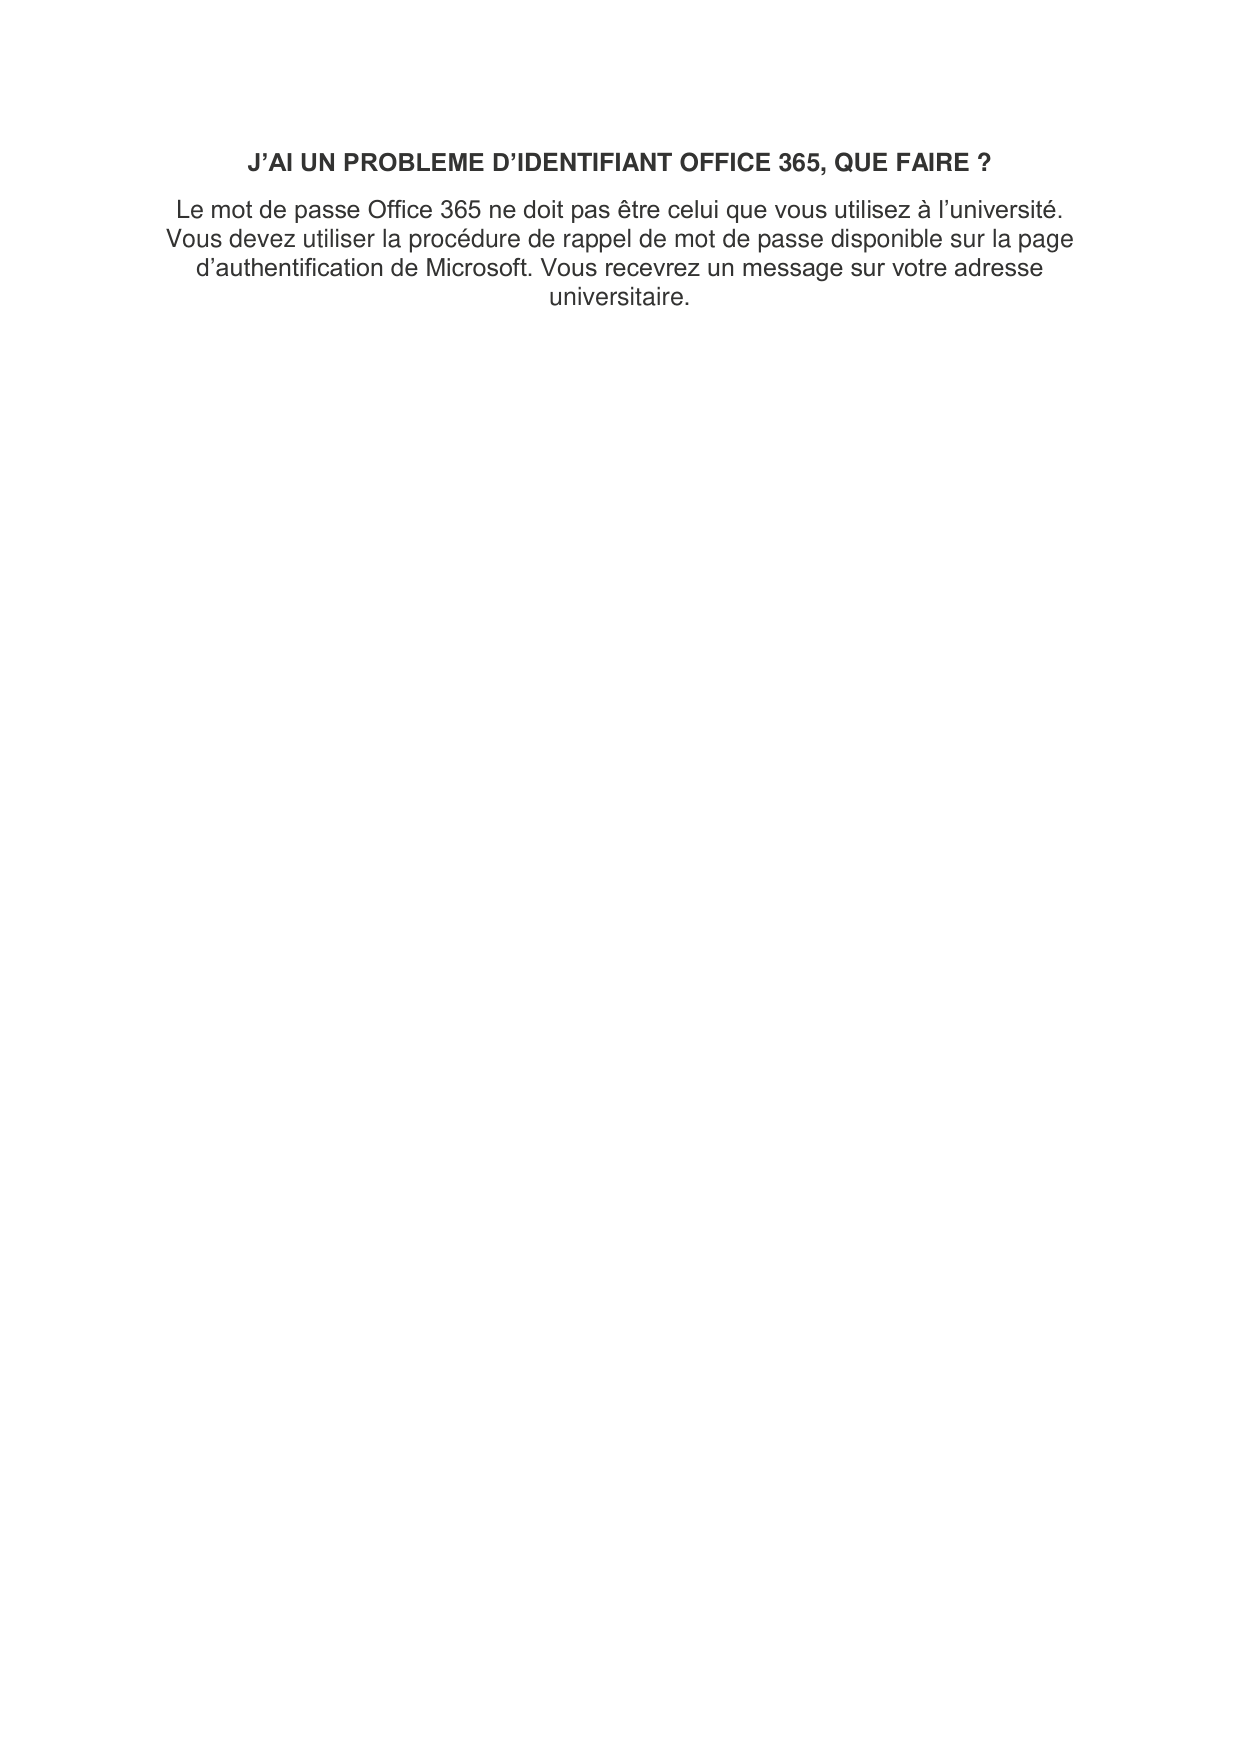 J’AI UN PROBLEME D’IDENTIFIANT OFFICE 365, QUE FAIRE ?
Le mot de passe Office 365 ne doit pas être celui que vous utilisez à l’université.
Vous devez utiliser la procédure de rappel de mot de passe disponible sur la page
d’authentification de Microsoft. Vous recevrez un message sur votre adresse
universitaire.